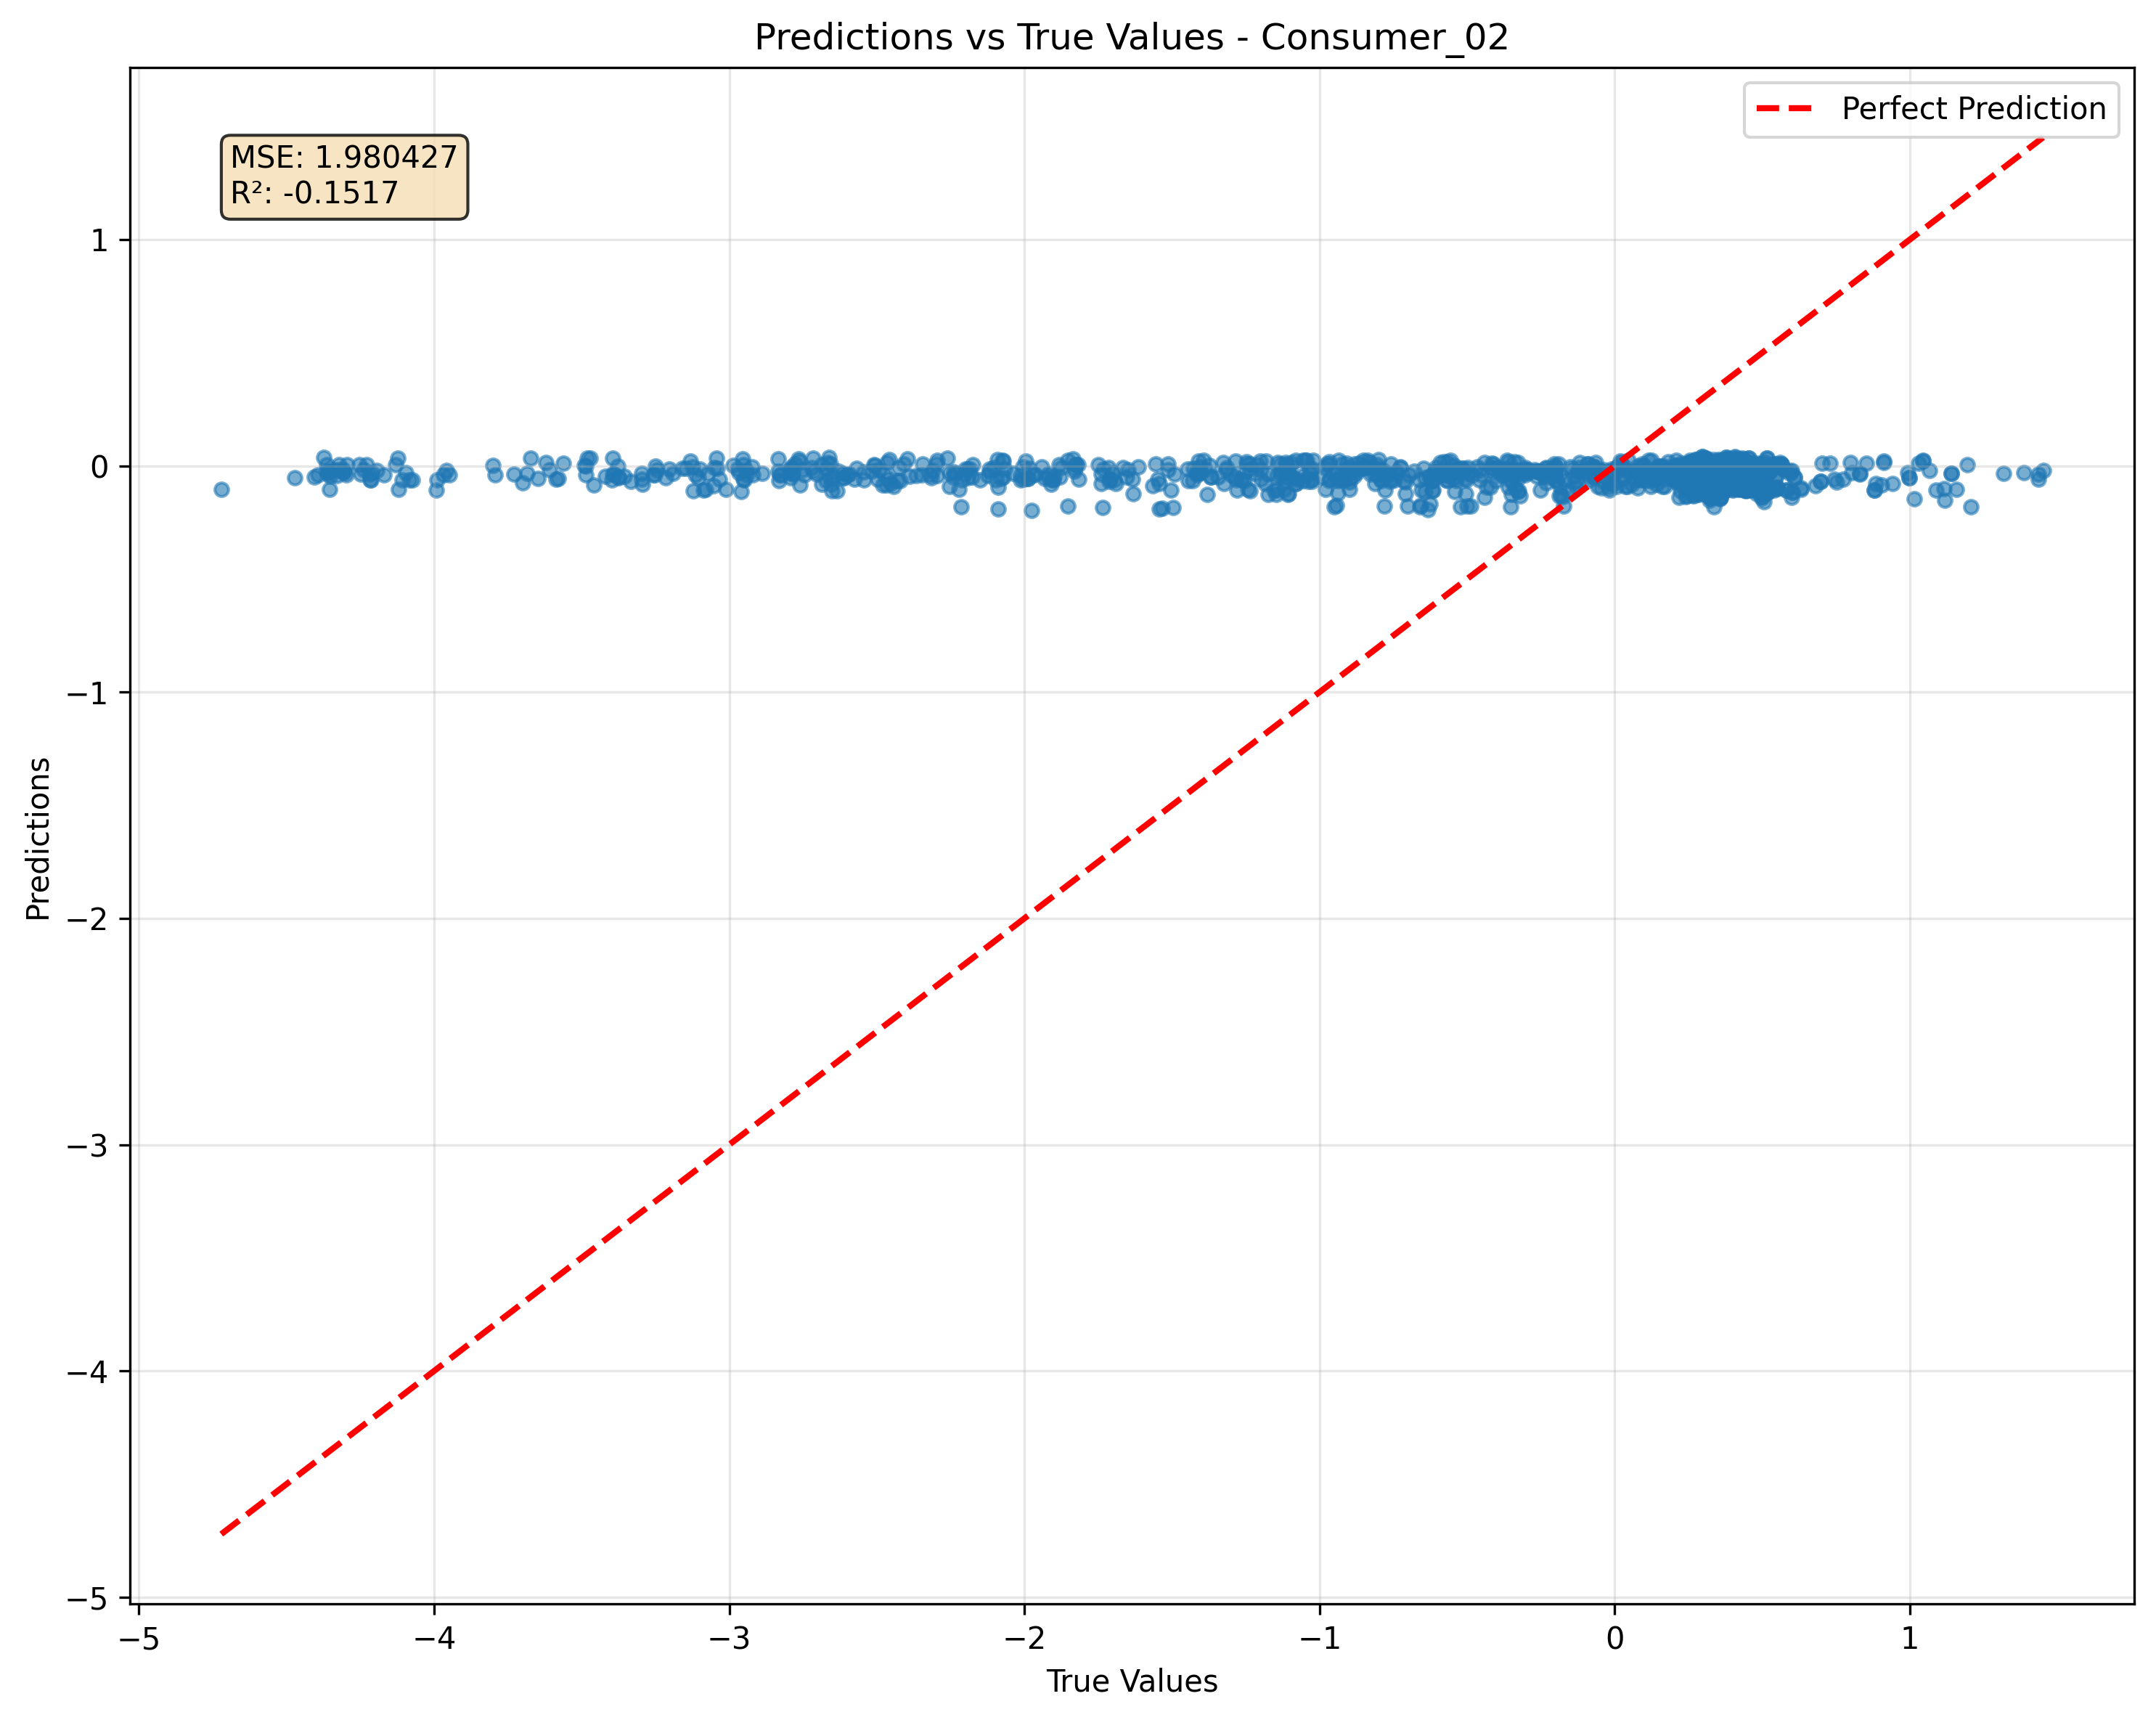 Predictions vs True Values - Consumer_02
Perfect Prediction
MSE: 1.980427
R²: -0.1517
1
0
−1
−2
−3
−4
−5
Predictions
−5 −4 −3 −2 −1 0 1
True Values